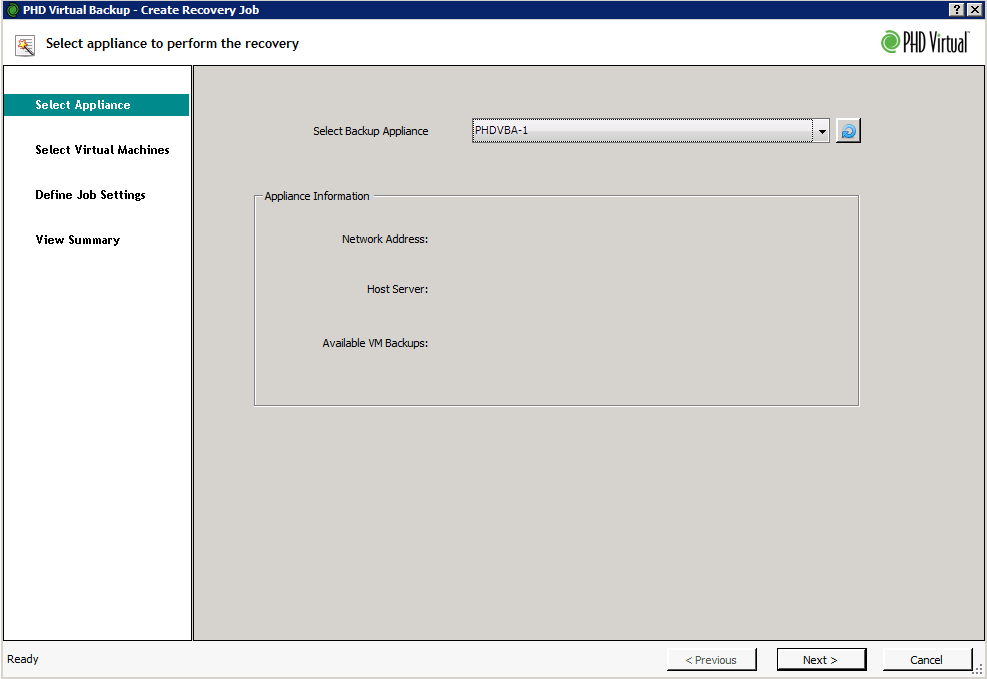 PHD Virtual Backup - Create Recovery Job
Select appliance to perform the recovery
PHD Virtual
Select Appliance
Select Virtual Machines
Define Job Settings
View Summary
Select Backup Appliance PHDVBA-1
Appliance Information
Network Address:
Host Server:
Available VM Backups:
Ready
< Previous Next > Cancel